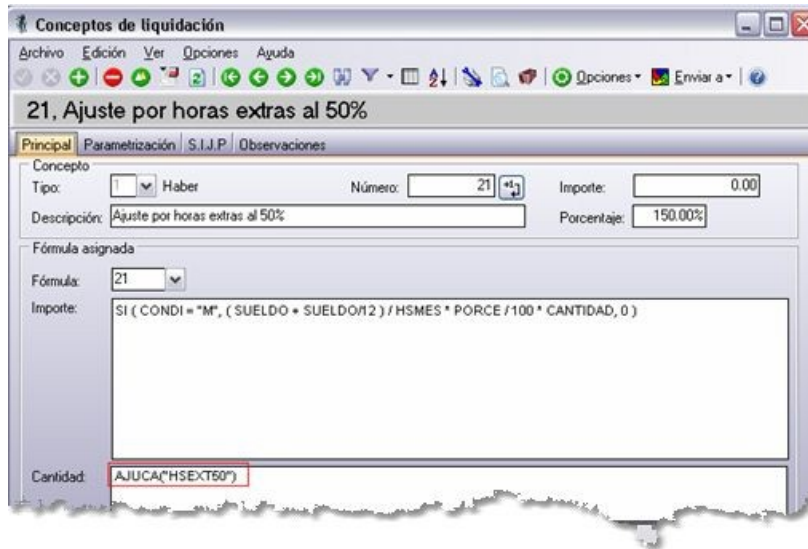 Conceptos de liquidación
Archivo Edición Ver Opciones Ayuda
Opciones Enviar a
21, Ajuste por horas extras al 50%
Principal Parametrización S.I.J.P Observaciones
Concepto
Tipo: 1 Haber Número: 21 +1 Importe: 0.00
Descripción: Ajuste por horas extras al 50% Porcentaje: 150.00%
Fórmula asignada
Fórmula: 21
Importe: SI ( CONDI = "M", ( SUELDO + SUELDO/12 ) / HSMES * PORCE / 100 * CANTIDAD, 0 )
Cantidad: AJUCA("HSEXT50")